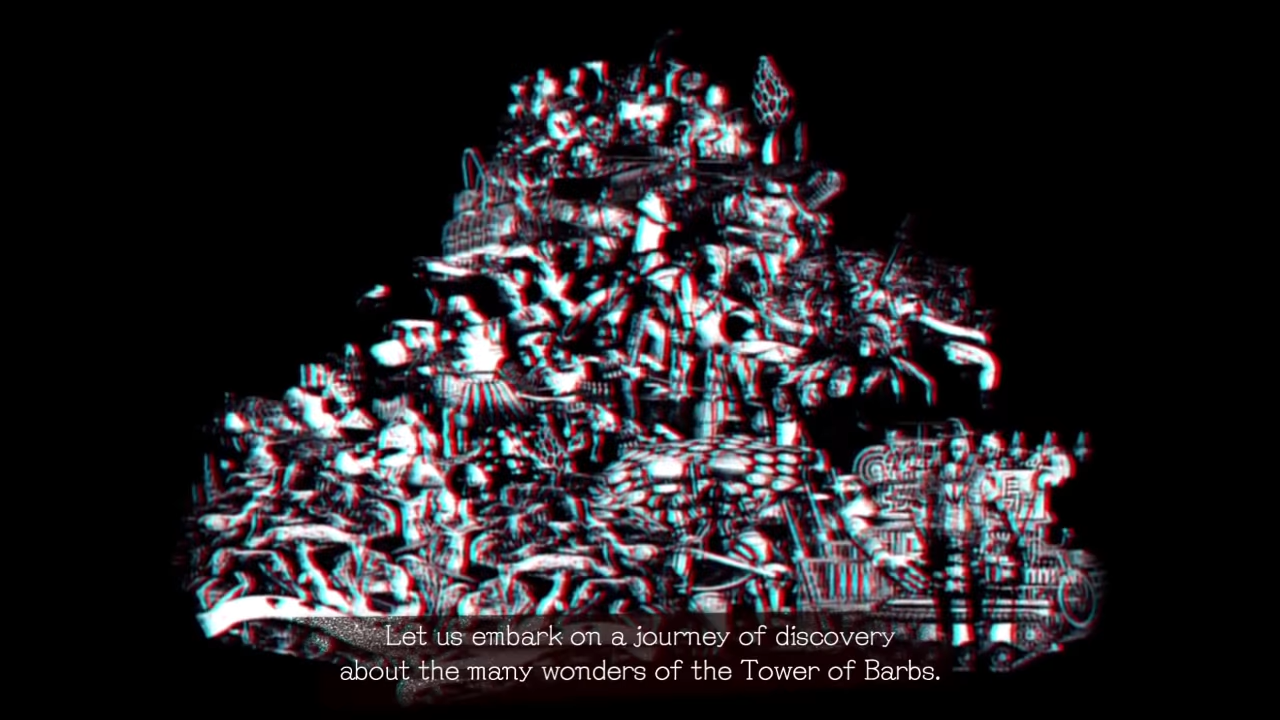 Let us embark on a journey of discovery
about the many wonders of the Tower of Barbs.